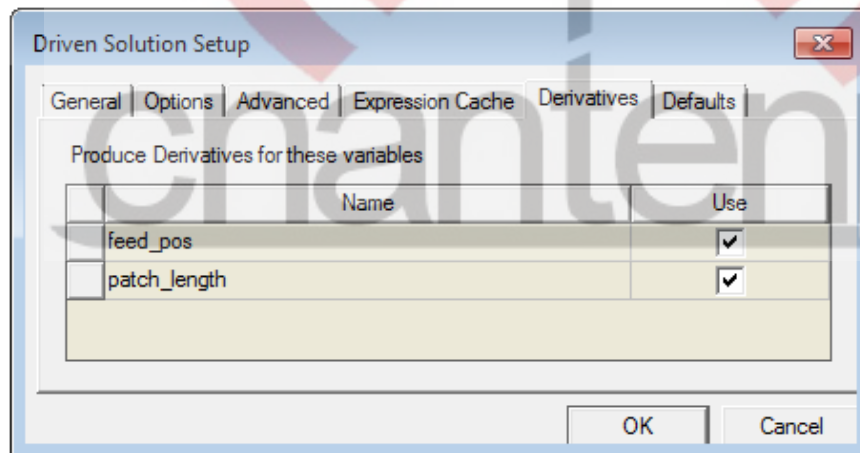 Driven Solution Setup
General Options Advanced Expression Cache Derivatives Defaults
Produce Derivatives for these variables
Name Use
feed_pos
patch_length
OK Cancel
cnanten